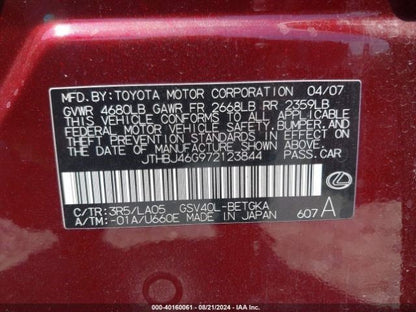 MFD. BY: TOYOTA MOTOR CORPORATION 04/07
GVWR 4680LB GAWR FR 2668LB RR 2359LB
THIS VEHICLE CONFORMS TO ALL APPLICABLE
FEDERAL MOTOR VEHICLE SAFETY, BUMPER, AND
THEFT PREVENTION STANDARDS IN EFFECT ON
THE DATE OF MANUFACTURE SHOWN ABOVE.
JTHBJ46G972123844 PASS.CAR
C/TR: 3R5/LA05 GSV40L-BETGKA
A/TM: -01A/U660E MADE IN JAPAN 607 A
© 2024 - 40160061 - 08/21/2024 - IAA Inc.